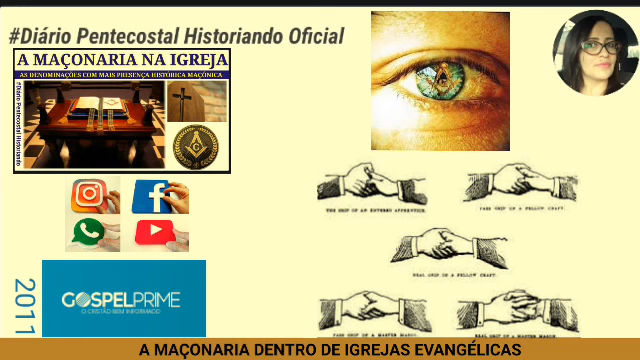 #Diário Pentecostal Historiando Oficial
A MAÇONARIA NA IGREJA
AS DENOMINAÇÕES COM MAIS PRESENÇA HISTÓRICA MAÇÔNICA
#Diário Pentecostal Historiando
G
THE GRIP OF AN ENTERED APPRENTICE.
PASS GRIP OF A FELLOW CRAFT.
REAL GRIP OF A FELLOW CRAFT.
PASS GRIP OF A MASTER MASON.
REAL GRIP OF A MASTER MASON.
2011
GOSPELPRIME
O CRISTÃO BEM INFORMADO
A MAÇONARIA DENTRO DE IGREJAS EVANGÉLICAS